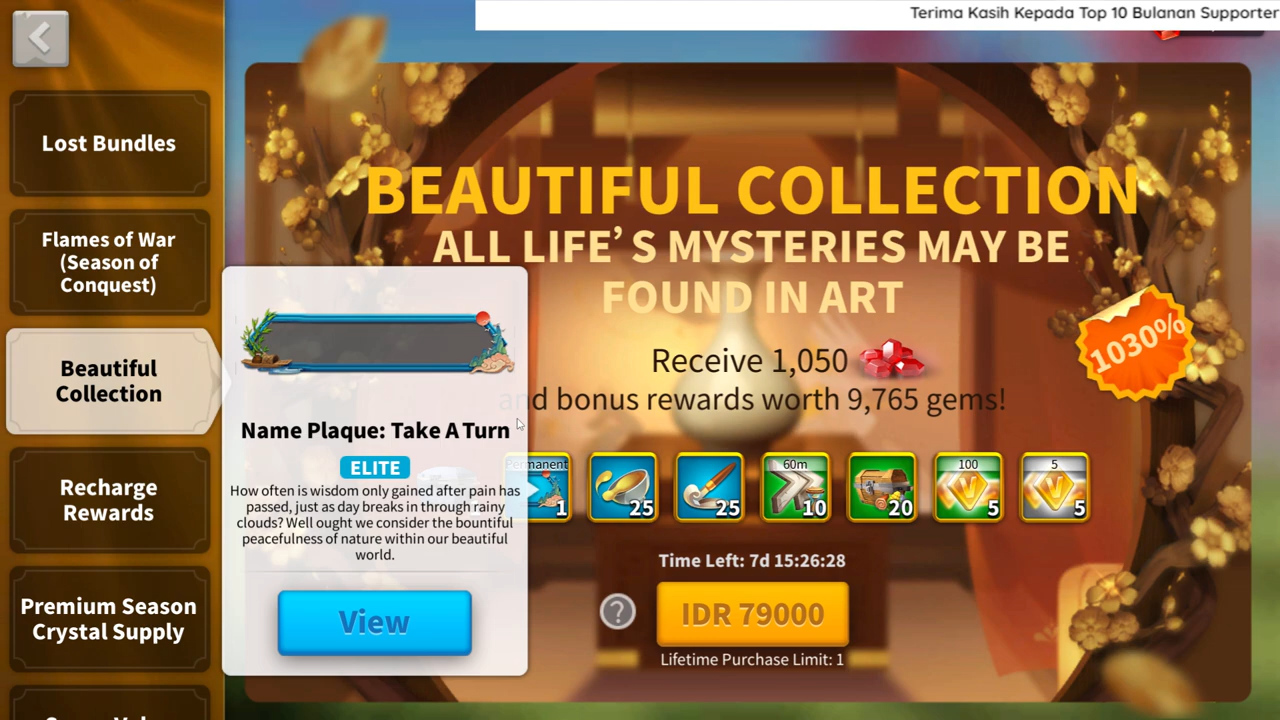 Terima Kasih Kepada Top 10 Bulanan Supporter
Lost Bundles
Flames of War
(Season of
Conquest)
Beautiful
Collection
Recharge
Rewards
Premium Season
Crystal Supply
BEAUTIFUL COLLECTION
ALL LIFE'S MYSTERIES MAY BE
FOUND IN ART
1030%
Receive 1,050
and bonus rewards worth 9,765 gems!
Name Plaque: Take A Turn
ELITE
How often is wisdom only gained after pain has
passed, just as day breaks in through rainy
clouds? Well ought we consider the bountiful
peacefulness of nature within our beautiful
world.
View
Permanent 60m 100 5
1 25 25 10 20 5 5
Time Left: 7d 15:26:28
? IDR 79000
Lifetime Purchase Limit: 1